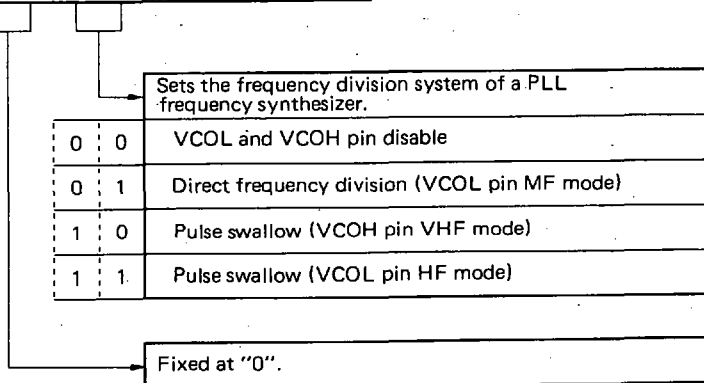 Sets the frequency division system of a PLL
frequency synthesizer.
0 0 VCOL and VCOH pin disable
0 1 Direct frequency division (VCOL pin MF mode)
1 0 Pulse swallow (VCOH pin VHF mode)
1 1 Pulse swallow (VCOL pin HF mode)
Fixed at "0".